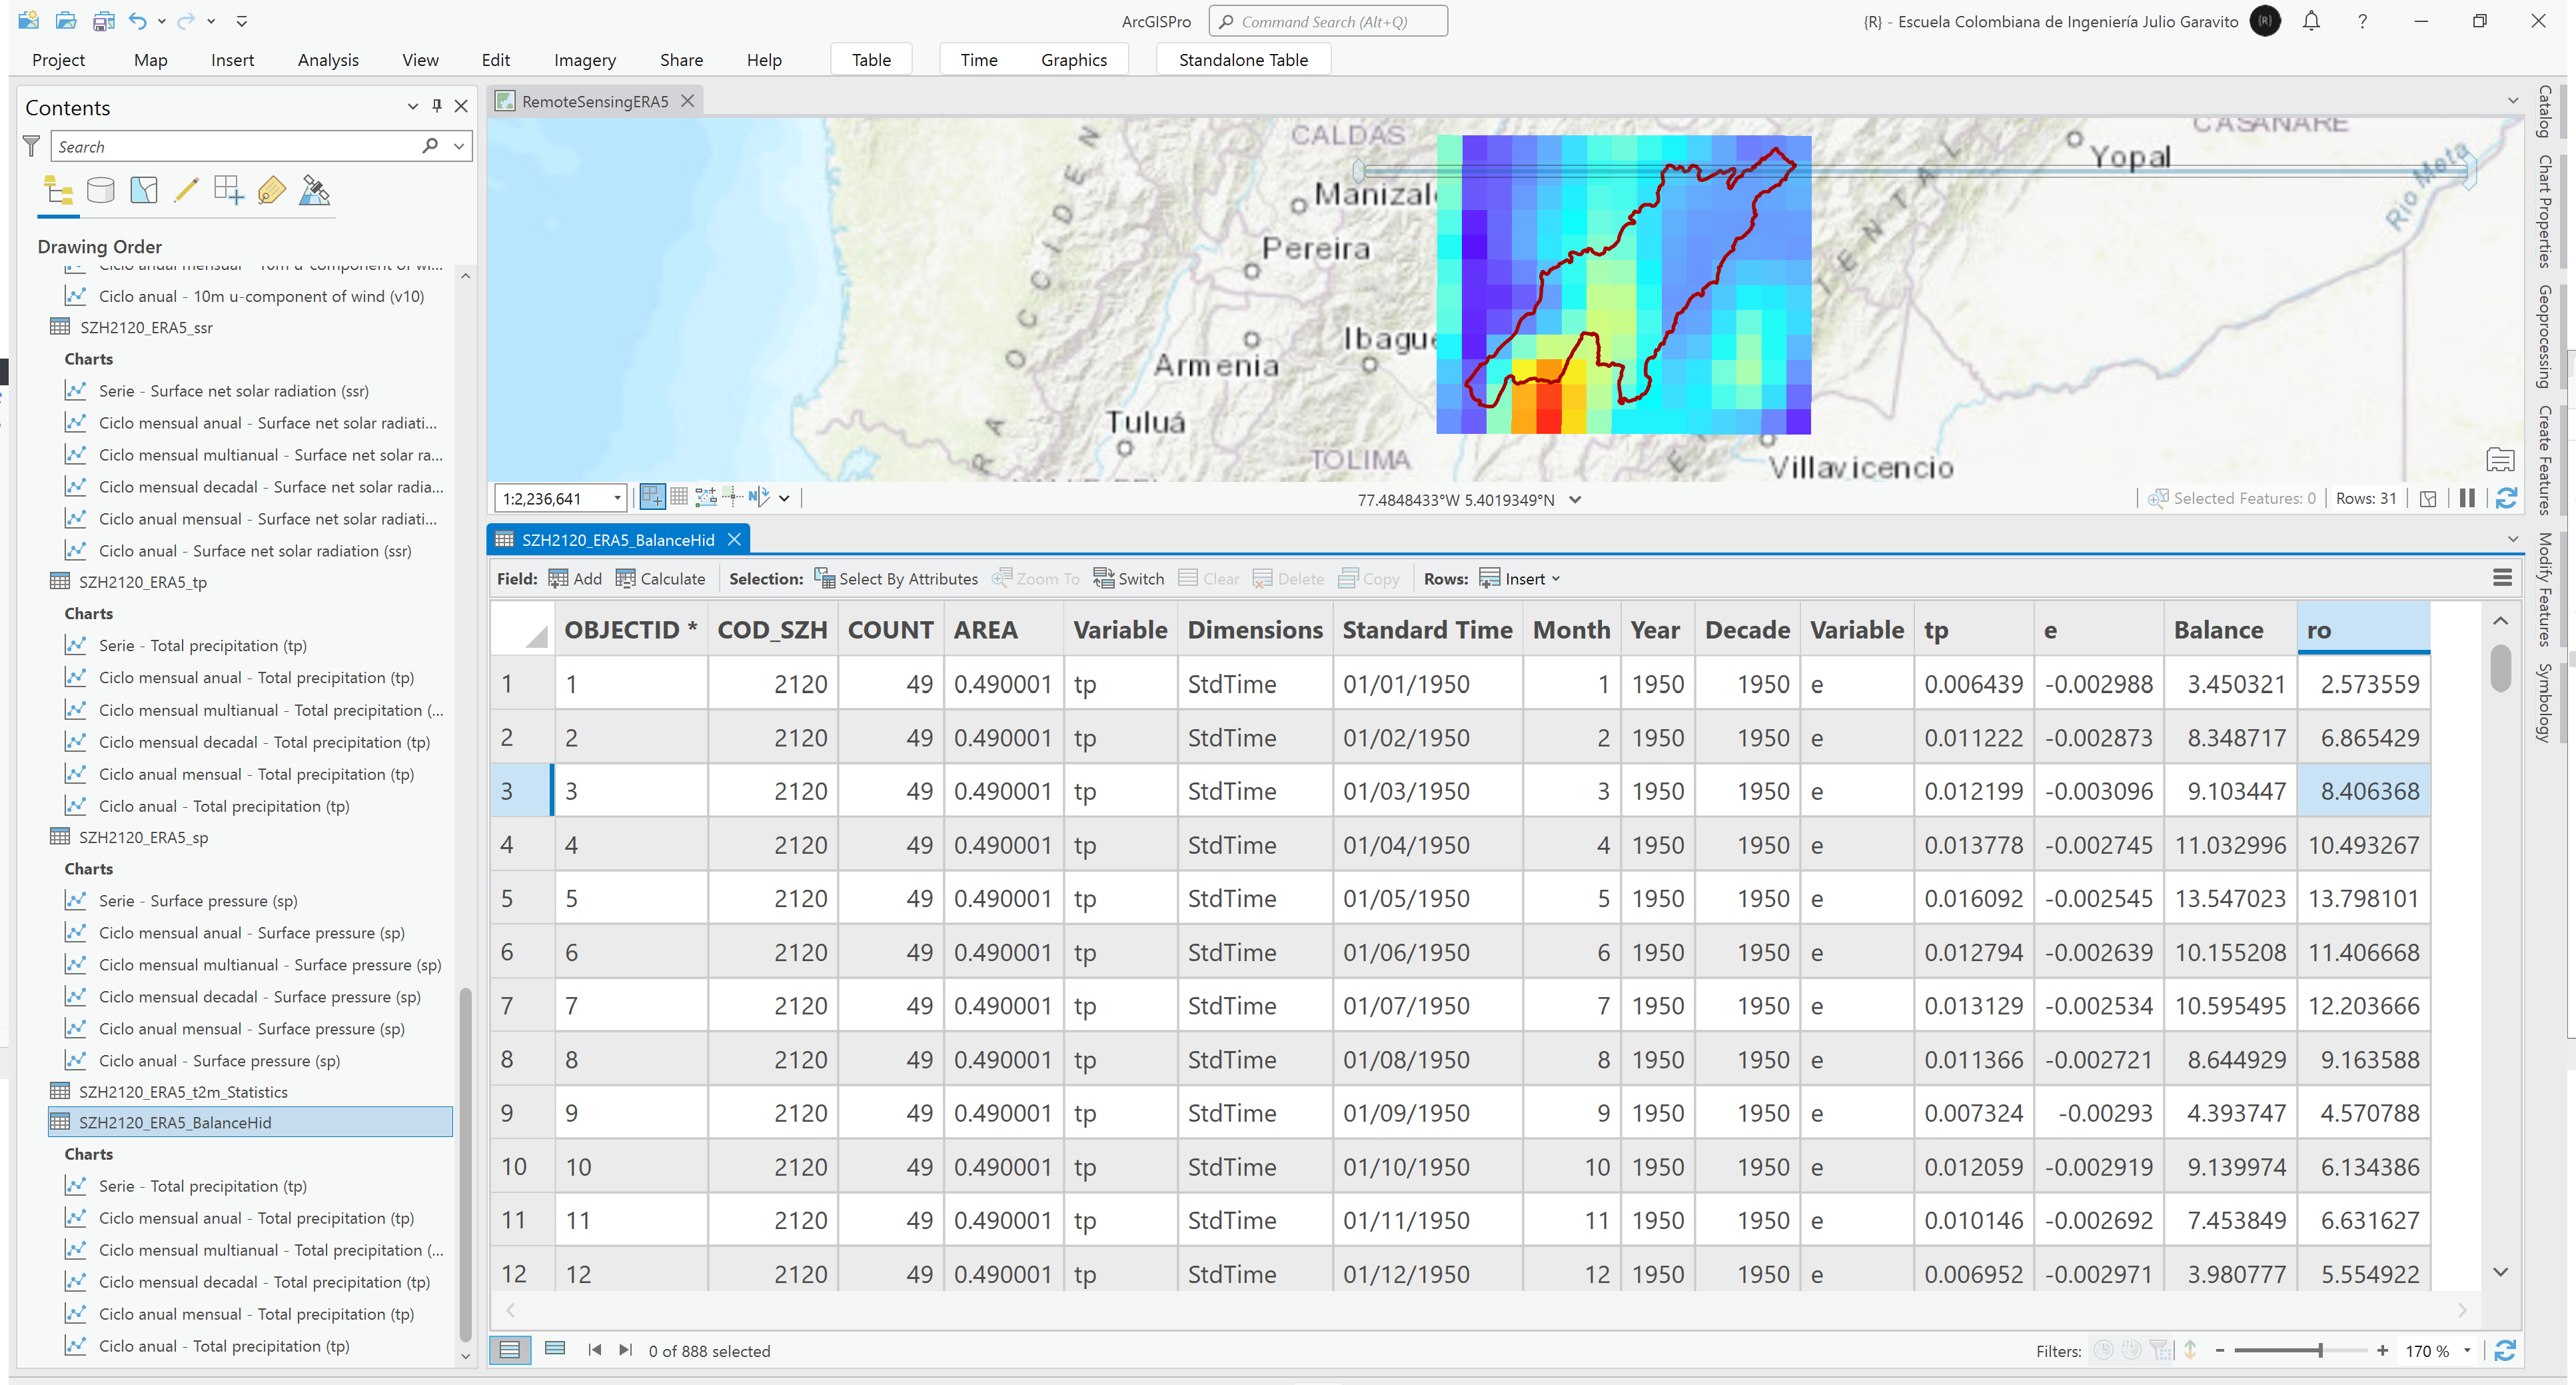 ArcGISPro
Command Search (Alt+Q)
{R} - Escuela Colombiana de Ingeniería Julio Garavito
{R}
?
Project Map Insert Analysis View Edit Imagery Share Help Table Time Graphics Standalone Table
Contents
Search
Drawing Order
Ciclo anual mensual - 10m u-component of wi...
Ciclo anual - 10m u-component of wind (v10)
SZH2120_ERA5_ssr
Charts
Serie - Surface net solar radiation (ssr)
Ciclo mensual anual - Surface net solar radiati...
Ciclo mensual multianual - Surface net solar ra...
Ciclo mensual decadal - Surface net solar radia...
Ciclo anual mensual - Surface net solar radiati...
Ciclo anual - Surface net solar radiation (ssr)
SZH2120_ERA5_tp
Charts
Serie - Total precipitation (tp)
Ciclo mensual anual - Total precipitation (tp)
Ciclo mensual multianual - Total precipitation (...
Ciclo mensual decadal - Total precipitation (tp)
Ciclo anual mensual - Total precipitation (tp)
Ciclo anual - Total precipitation (tp)
SZH2120_ERA5_sp
Charts
Serie - Surface pressure (sp)
Ciclo mensual anual - Surface pressure (sp)
Ciclo mensual multianual - Surface pressure (sp)
Ciclo mensual decadal - Surface pressure (sp)
Ciclo anual mensual - Surface pressure (sp)
Ciclo anual - Surface pressure (sp)
SZH2120_ERA5_t2m_Statistics
SZH2120_ERA5_BalanceHid
Charts
Serie - Total precipitation (tp)
Ciclo mensual anual - Total precipitation (tp)
Ciclo mensual multianual - Total precipitation (...
Ciclo mensual decadal - Total precipitation (tp)
Ciclo anual mensual - Total precipitation (tp)
Ciclo anual - Total precipitation (tp)
RemoteSensingERA5
CALDAS
CASANARE
Yopal
Manizal
Pereira
Río Meta
OCCIDEN
ENTAL
Ibague
Armenia
Tuluá
RA
TOLIMA
Villavicencio
1:2,236,641
77.4848433°W 5.4019349°N
Selected Features: 0
Rows: 31
SZH2120_ERA5_BalanceHid
Field: Add Calculate Selection: Select By Attributes Zoom To Switch Clear Delete Copy Rows: Insert
OBJECTID * COD_SZH COUNT AREA Variable Dimensions Standard Time Month Year Decade Variable tp e Balance ro
1 1 2120 49 0.490001 tp StdTime 01/01/1950 1 1950 1950 e 0.006439 -0.002988 3.450321 2.573559
2 2 2120 49 0.490001 tp StdTime 01/02/1950 2 1950 1950 e 0.011222 -0.002873 8.348717 6.865429
3 3 2120 49 0.490001 tp StdTime 01/03/1950 3 1950 1950 e 0.012199 -0.003096 9.103447 8.406368
4 4 2120 49 0.490001 tp StdTime 01/04/1950 4 1950 1950 e 0.013778 -0.002745 11.032996 10.493267
5 5 2120 49 0.490001 tp StdTime 01/05/1950 5 1950 1950 e 0.016092 -0.002545 13.547023 13.798101
6 6 2120 49 0.490001 tp StdTime 01/06/1950 6 1950 1950 e 0.012794 -0.002639 10.155208 11.406668
7 7 2120 49 0.490001 tp StdTime 01/07/1950 7 1950 1950 e 0.013129 -0.002534 10.595495 12.203666
8 8 2120 49 0.490001 tp StdTime 01/08/1950 8 1950 1950 e 0.011366 -0.002721 8.644929 9.163588
9 9 2120 49 0.490001 tp StdTime 01/09/1950 9 1950 1950 e 0.007324 -0.00293 4.393747 4.570788
10 10 2120 49 0.490001 tp StdTime 01/10/1950 10 1950 1950 e 0.012059 -0.002919 9.139974 6.134386
11 11 2120 49 0.490001 tp StdTime 01/11/1950 11 1950 1950 e 0.010146 -0.002692 7.453849 6.631627
12 12 2120 49 0.490001 tp StdTime 01/12/1950 12 1950 1950 e 0.006952 -0.002971 3.980777 5.554922
0 of 888 selected
Filters:
170 %
Catalog
Chart Properties
Geoprocessing
Create Features
Modify Features
Symbology